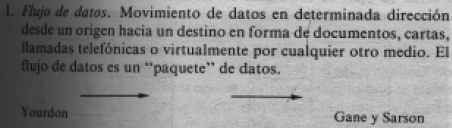 1. Flujo de datos. Movimiento de datos en determinada dirección
desde un origen hacia un destino en forma de documentos, cartas,
llamadas telefónicas o virtualmente por cualquier otro medio. El
flujo de datos es un “paquete” de datos.
Yourdon
Gane y Sarson